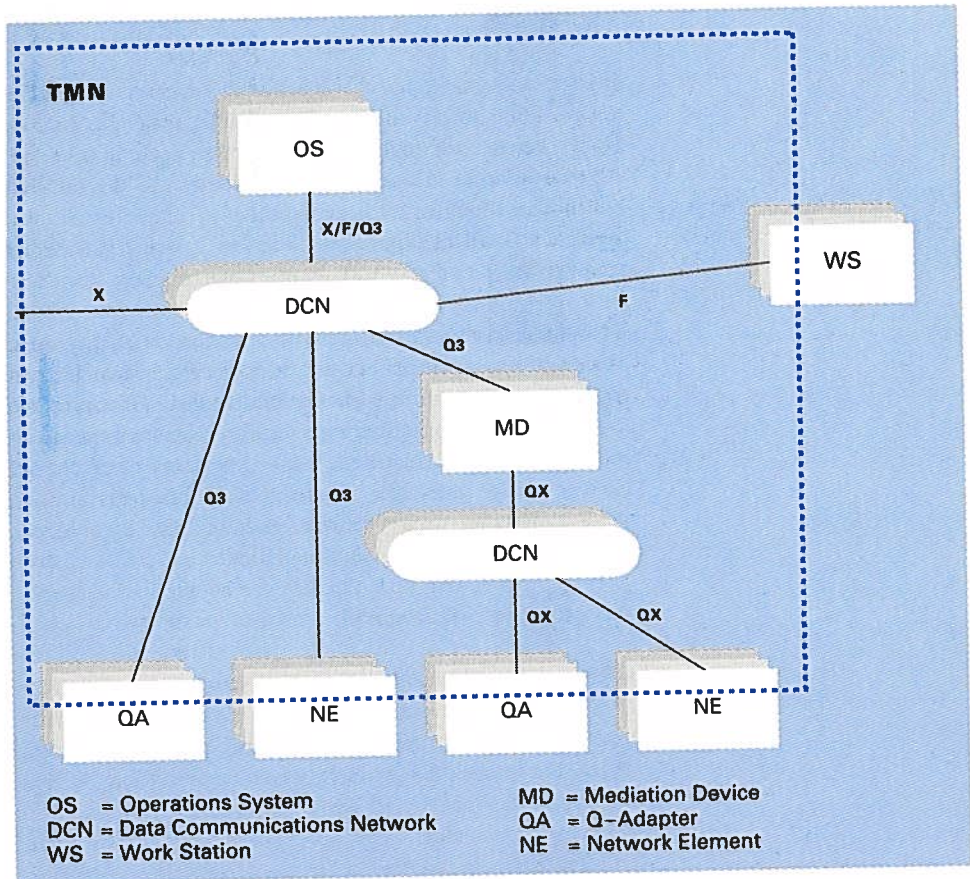 TMN
OS
X/F/Q3
WS
X
DCN
F
Q3
MD
Q3
Q3
QX
DCN
QX
QX
QA
NE
QA
NE
OS = Operations System
DCN = Data Communications Network
WS = Work Station
MD = Mediation Device
QA = Q-Adapter
NE = Network Element